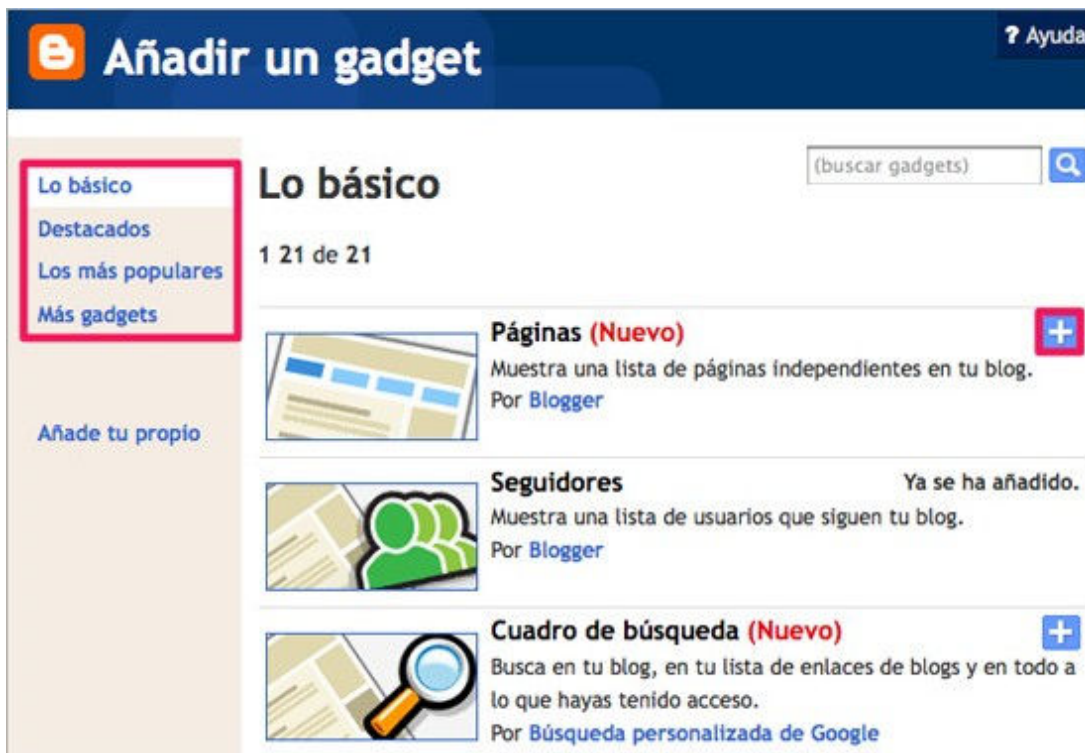 Añadir un gadget
? Ayuda
Lo básico
Destacados
Los más populares
Más gadgets
Añade tu propio
Lo básico
(buscar gadgets)
1 21 de 21
Páginas (Nuevo)
Muestra una lista de páginas independientes en tu blog.
Por Blogger
Seguidores
Ya se ha añadido.
Muestra una lista de usuarios que siguen tu blog.
Por Blogger
Cuadro de búsqueda (Nuevo)
Busca en tu blog, en tu lista de enlaces de blogs y en todo a
lo que hayas tenido acceso.
Por Búsqueda personalizada de Google